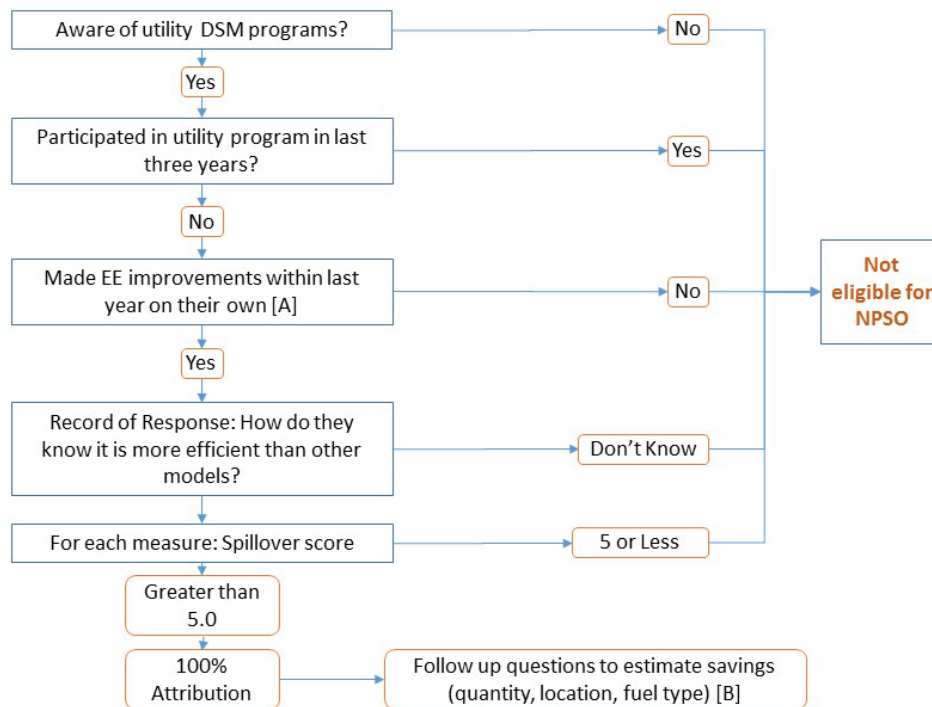 Aware of utility DSM programs?
No
Yes
Participated in utility program in last
three years?
Yes
No
Made EE improvements within last
year on their own [A]
No
Not
eligible for
NPSO
Yes
Record of Response: How do they
know it is more efficient than other
models?
Don't Know
For each measure: Spillover score
5 or Less
Greater than
5.0
100%
Attribution
Follow up questions to estimate savings
(quantity, location, fuel type) [B]